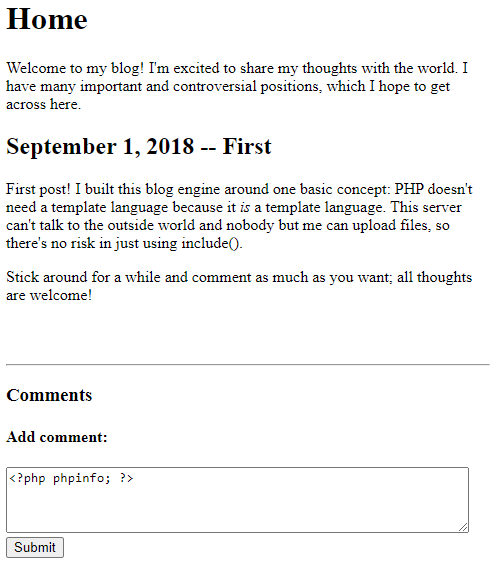 Home
Welcome to my blog! I'm excited to share my thoughts with the world. I
have many important and controversial positions, which I hope to get
across here.
September 1, 2018 -- First
First post! I built this blog engine around one basic concept: PHP doesn't
need a template language because it is a template language. This server
can't talk to the outside world and nobody but me can upload files, so
there's no risk in just using include().
Stick around for a while and comment as much as you want; all thoughts
are welcome!
Comments
Add comment:
<?php phpinfo; ?>
Submit